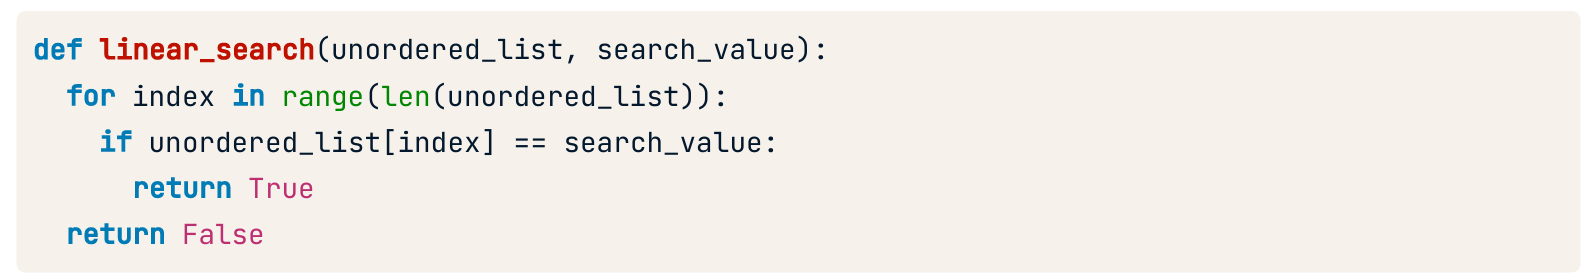 def linear_search(unordered_list, search_value):
  for index in range(len(unordered_list)):
    if unordered_list[index] == search_value:
      return True
  return False